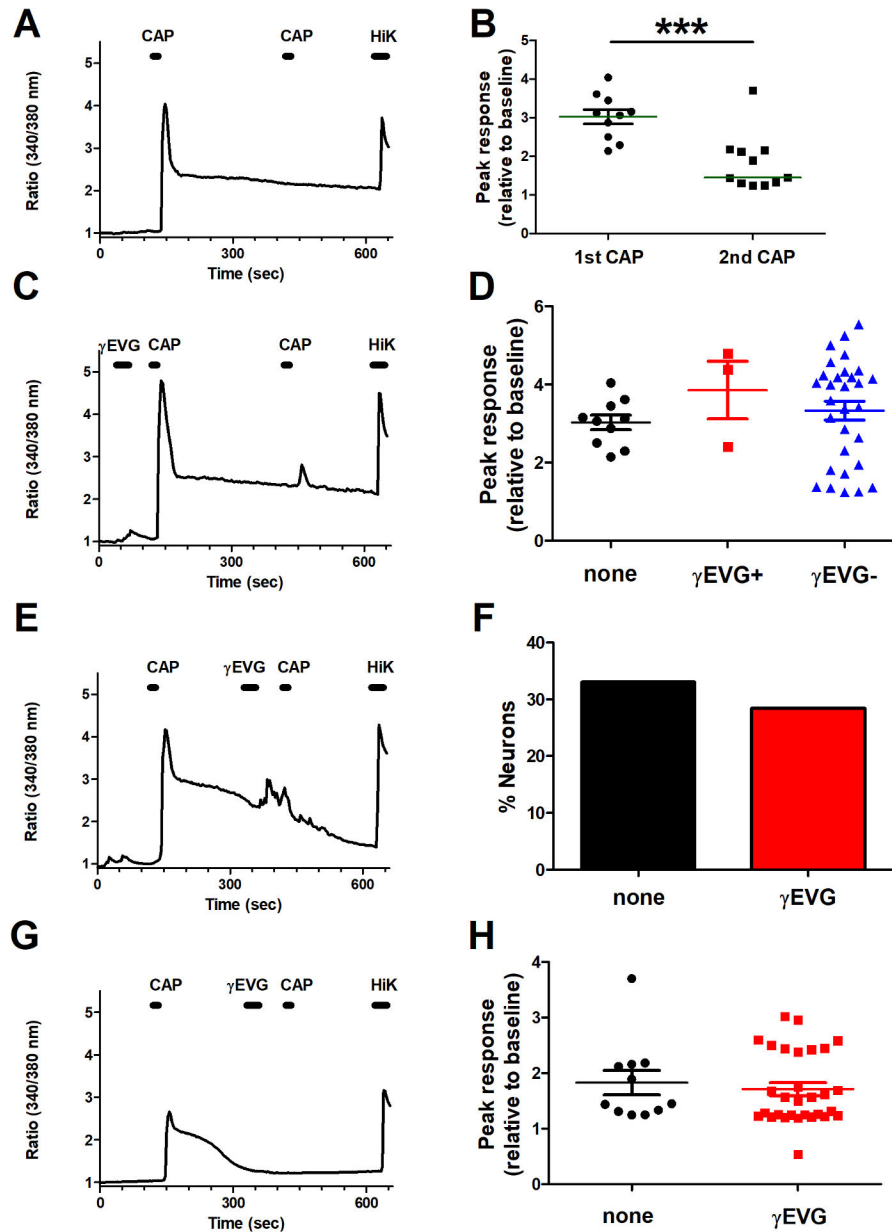 A
CAP CAP HiK
5
4
3
2
1
Ratio (340/380 nm)
0 300 600
Time (sec)
B
***
5
4
3
2
1
0
Peak response
(relative to baseline)
1st CAP 2nd CAP
C
γEVG CAP CAP HiK
5
4
3
2
1
Ratio (340/380 nm)
0 300 600
Time (sec)
D
6
4
2
0
Peak response
(relative to baseline)
none γEVG+ γEVG-
E
CAP γEVG CAP HiK
5
4
3
2
1
Ratio (340/380 nm)
0 300 600
Time (sec)
F
40
30
20
10
0
% Neurons
none γEVG
G
CAP γEVG CAP HiK
5
4
3
2
1
Ratio (340/380 nm)
0 300 600
Time (sec)
H
4
3
2
1
0
Peak response
(relative to baseline)
none γEVG